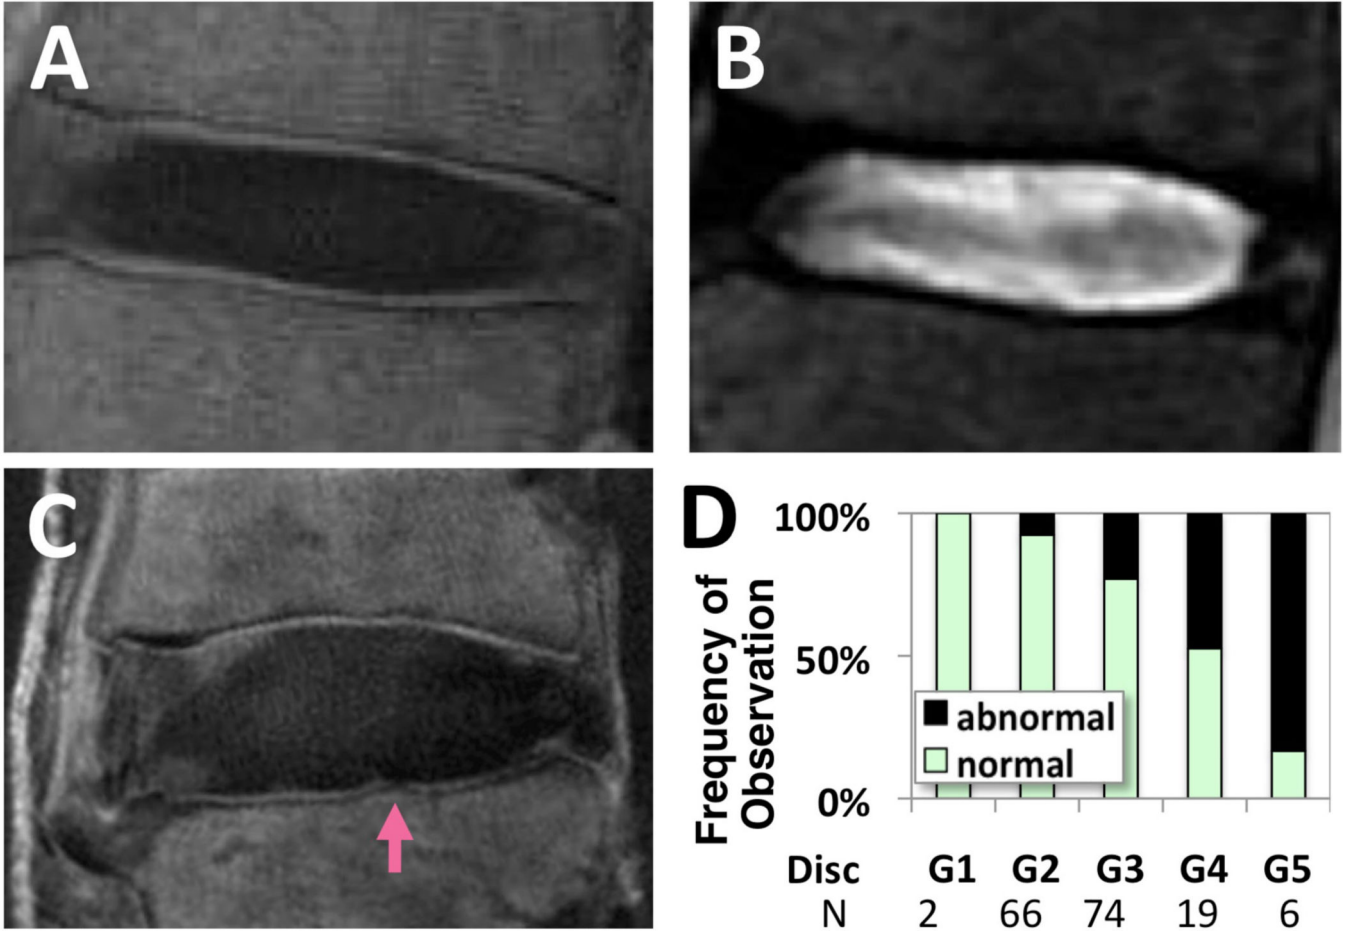 A
B
C
D
100%
50%
0%
Frequency of
Observation
abnormal
normal
Disc G1 G2 G3 G4 G5
N 2 66 74 19 6